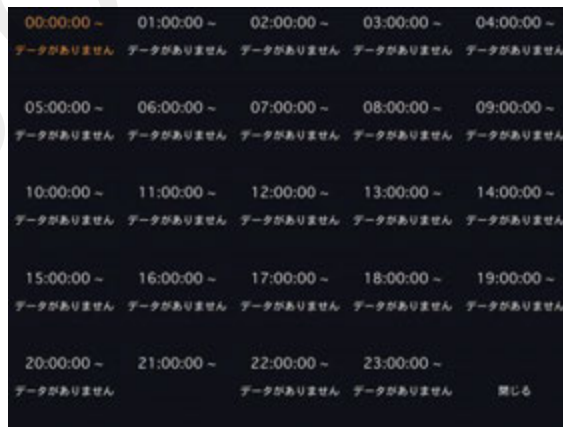 00:00:00 ~ 01:00:00 ~ 02:00:00 ~ 03:00:00 ~ 04:00:00 ~
データがありません データがありません データがありません データがありません データがありません
05:00:00 ~ 06:00:00 ~ 07:00:00 ~ 08:00:00 ~ 09:00:00 ~
データがありません データがありません データがありません データがありません データがありません
10:00:00 ~ 11:00:00 ~ 12:00:00 ~ 13:00:00 ~ 14:00:00 ~
データがありません データがありません データがありません データがありません データがありません
15:00:00 ~ 16:00:00 ~ 17:00:00 ~ 18:00:00 ~ 19:00:00 ~
データがありません データがありません データがありません データがありません データがありません
20:00:00 ~ 21:00:00 ~ 22:00:00 ~ 23:00:00 ~
データがありません データがありません データがありません 閉じる